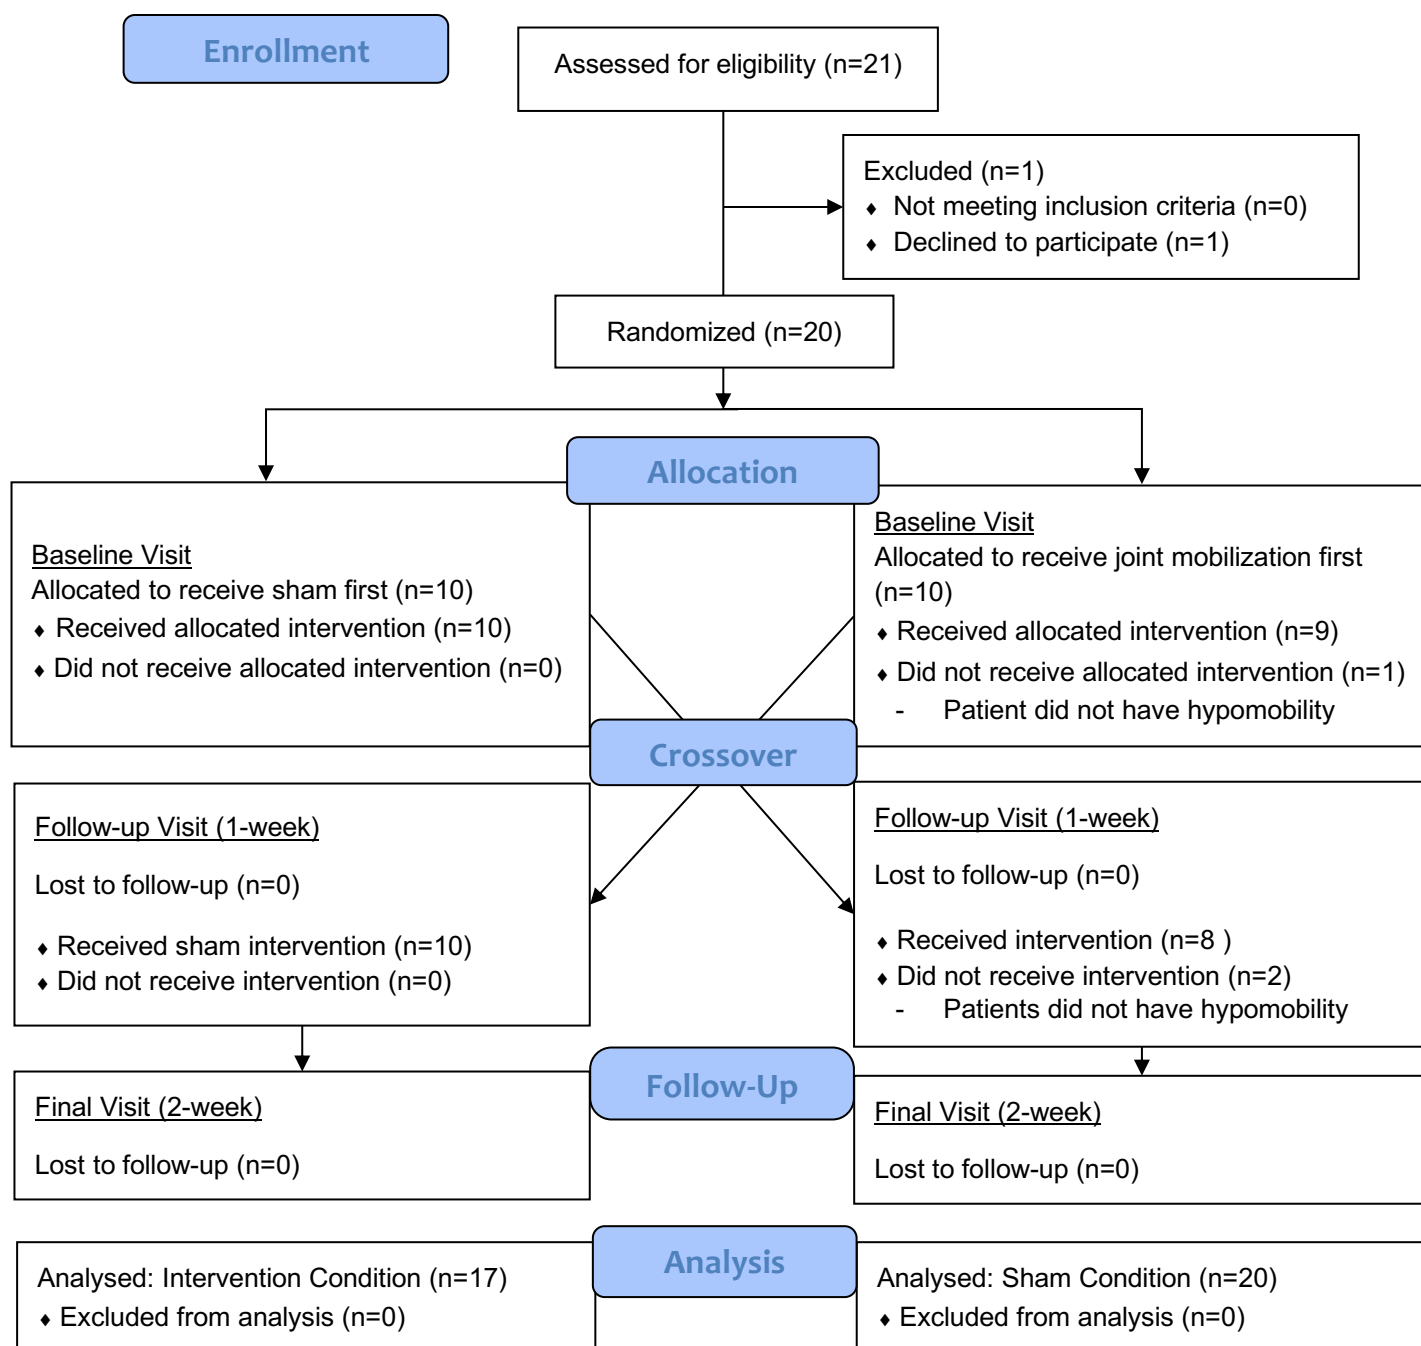 Enrollment
Assessed for eligibility (n=21)
Excluded (n=1)
♦ Not meeting inclusion criteria (n=0)
♦ Declined to participate (n=1)
Randomized (n=20)
Allocation
Baseline Visit
Allocated to receive sham first (n=10)
♦ Received allocated intervention (n=10)
♦ Did not receive allocated intervention (n=0)
Baseline Visit
Allocated to receive joint mobilization first
(n=10)
♦ Received allocated intervention (n=9)
♦ Did not receive allocated intervention (n=1)
- Patient did not have hypomobility
Crossover
Follow-up Visit (1-week)
Lost to follow-up (n=0)
♦ Received sham intervention (n=10)
♦ Did not receive intervention (n=0)
Follow-up Visit (1-week)
Lost to follow-up (n=0)
♦ Received intervention (n=8 )
♦ Did not receive intervention (n=2)
- Patients did not have hypomobility
Follow-Up
Final Visit (2-week)
Lost to follow-up (n=0)
Final Visit (2-week)
Lost to follow-up (n=0)
Analysis
Analysed: Intervention Condition (n=17)
♦ Excluded from analysis (n=0)
Analysed: Sham Condition (n=20)
♦ Excluded from analysis (n=0)